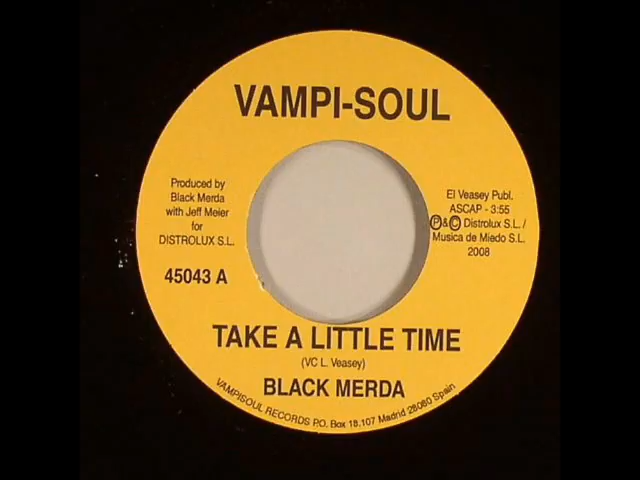 VAMPI-SOUL
Produced by
Black Merda
with Jeff Meier
for
DISTROLUX S.L.
45043 A
El Veasey Publ.
ASCAP - 3:55
Ⓟ&© Distrolux S.L./
Musica de Miedo S.L.
2008
TAKE A LITTLE TIME
(VC L. Veasey)
BLACK MERDA
VAMPISOUL RECORDS P.O. Box 18.107 Madrid 28080 Spain